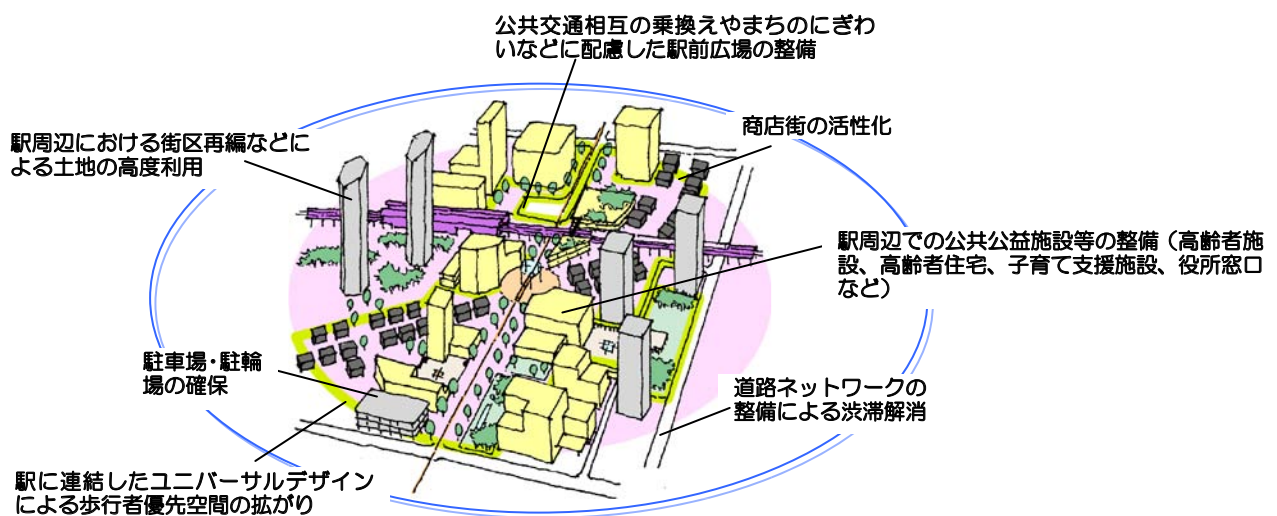 公共交通相互の乗換えやまちのにぎわ
いなどに配慮した駅前広場の整備
商店街の活性化
駅周辺における街区再編などに
よる土地の高度利用
駅周辺での公共公益施設等の整備（高齢者施
設、高齢者住宅、子育て支援施設、役所窓口
など）
駐車場・駐輪
場の確保
道路ネットワークの
整備による渋滞解消
駅に連結したユニバーサルデザイン
による歩行者優先空間の拡がり